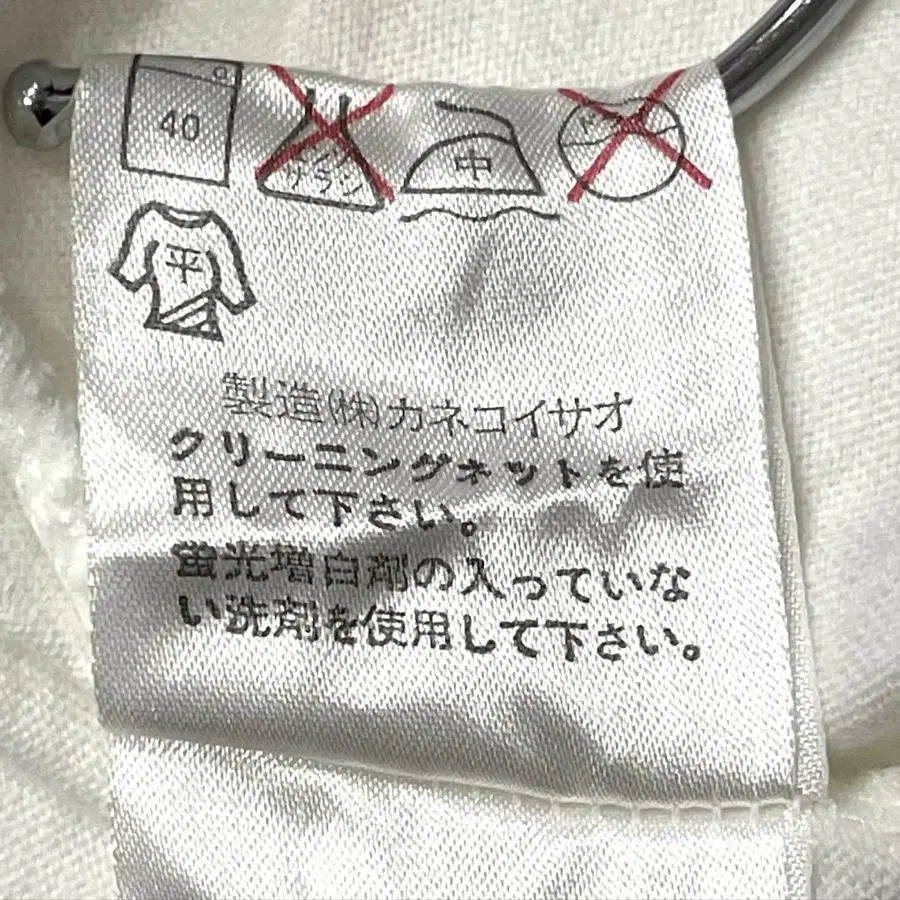 40
中
平
製造(株)カネコイサオ
クリーニングネットを使
用して下さい。
蛍光増白剤の入っていな
い洗剤を使用して下さい。